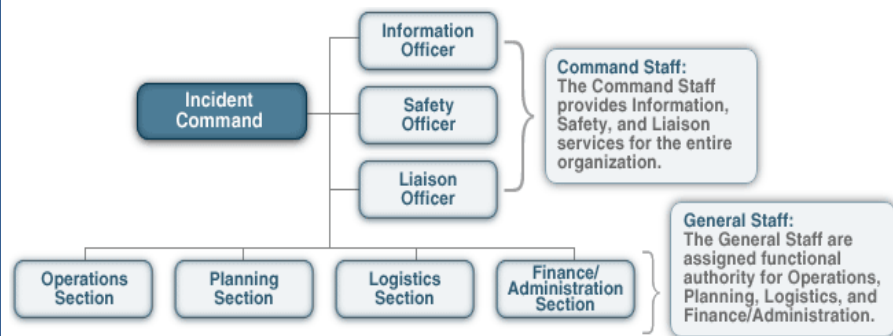 Information
Officer
Incident
Command
Safety
Officer
Liaison
Officer
Command Staff:
The Command Staff
provides Information,
Safety, and Liaison
services for the entire
organization.
Operations
Section
Planning
Section
Logistics
Section
Finance/
Administration
Section
General Staff:
The General Staff are
assigned functional
authority for Operations,
Planning, Logistics, and
Finance/Administration.